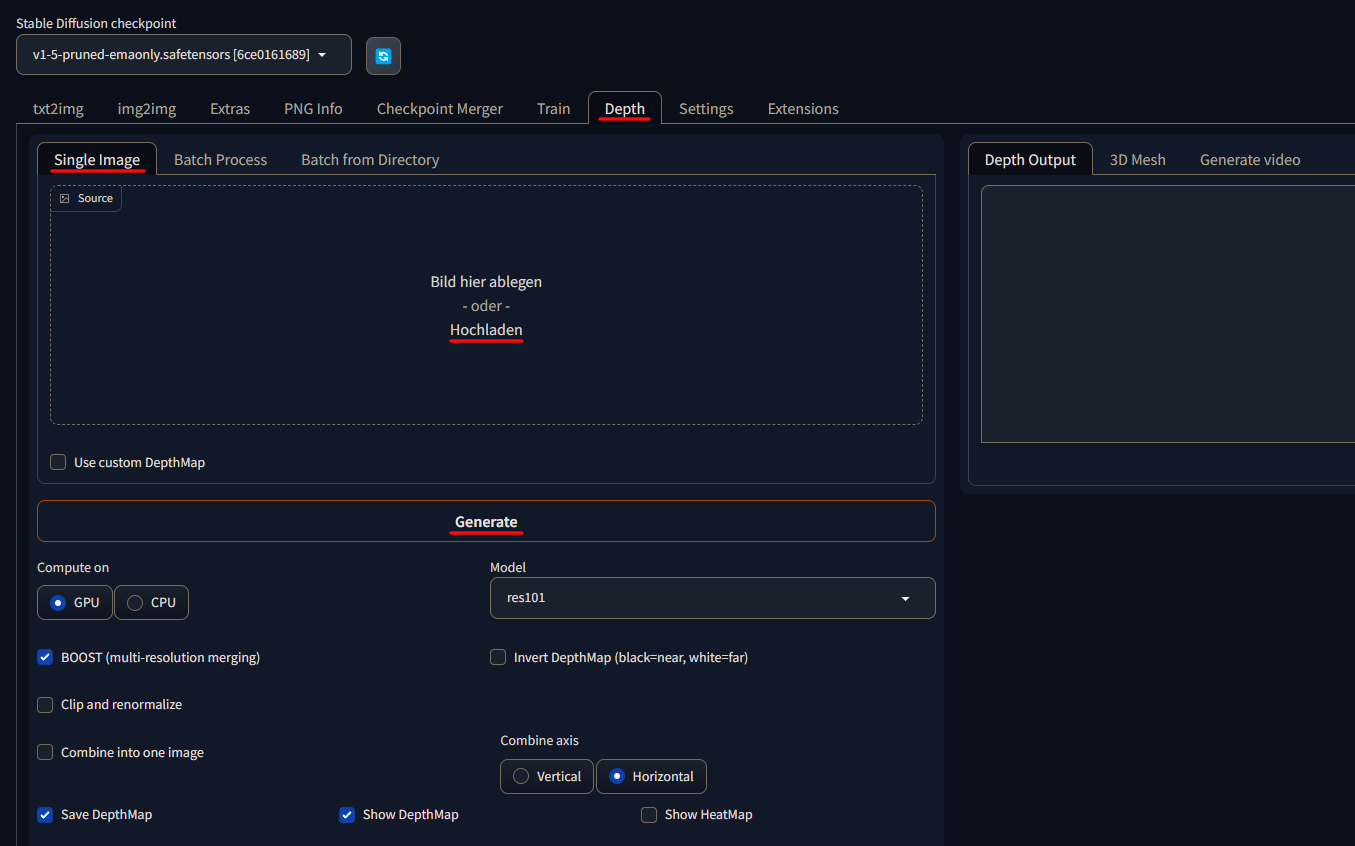 Stable Diffusion checkpoint
v1-5-pruned-emaonly.safetensors [6ce0161689]
txt2img img2img Extras PNG Info Checkpoint Merger Train Depth Settings Extensions
Single Image Batch Process Batch from Directory
Source
Bild hier ablegen
- oder -
Hochladen
Use custom DepthMap
Generate
Compute on
GPU CPU
Model
res101
BOOST (multi-resolution merging)
Invert DepthMap (black=near, white=far)
Clip and renormalize
Combine into one image
Combine axis
Vertical Horizontal
Save DepthMap Show DepthMap Show HeatMap
Depth Output 3D Mesh Generate video